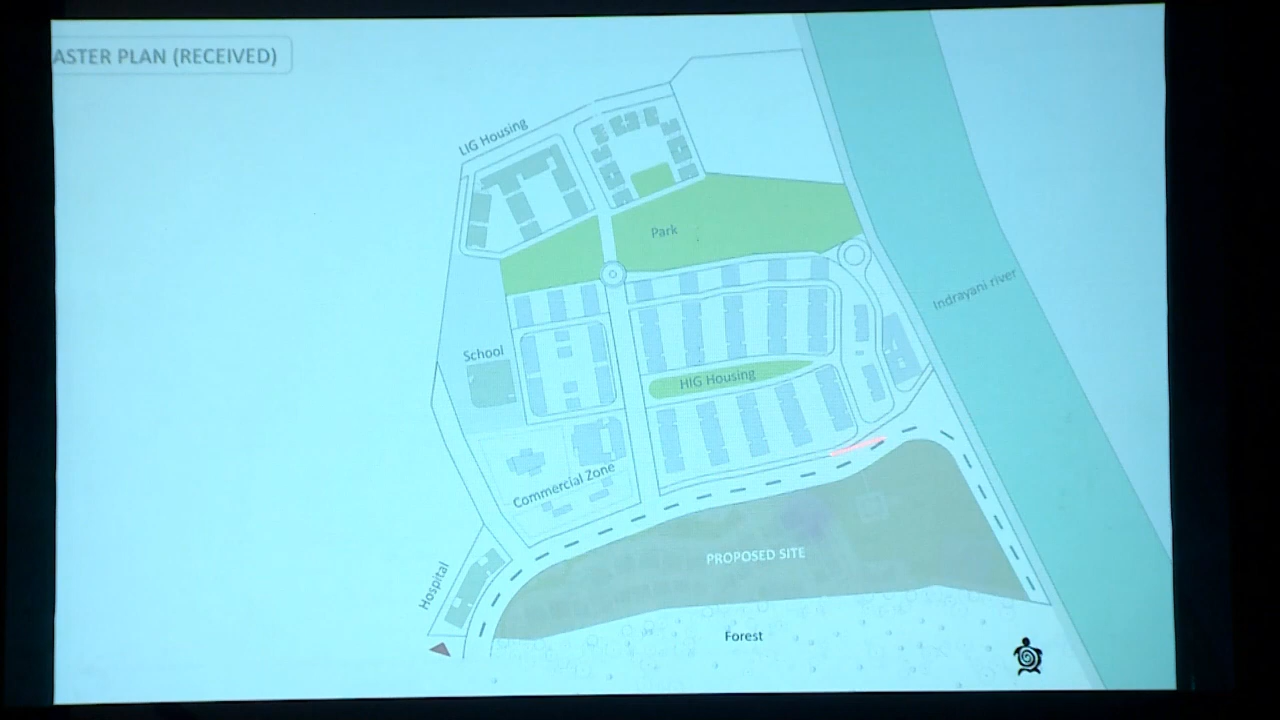 ASTER PLAN (RECEIVED)
LIG Housing
Park
Indrayani river
School
HIG Housing
Commercial Zone
PROPOSED SITE
Hospital
Forest